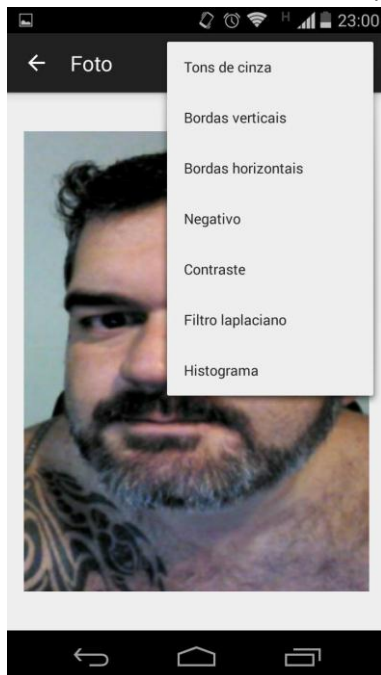 H 23:00
Foto
Tons de cinza
Bordas verticais
Bordas horizontais
Negativo
Contraste
Filtro laplaciano
Histograma